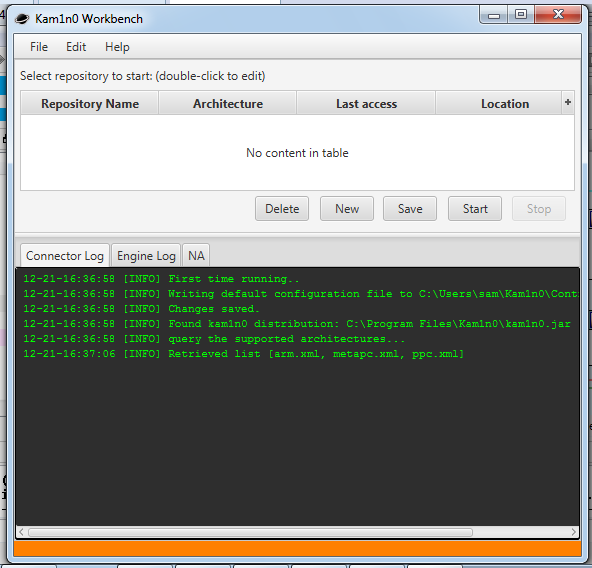 Kam1n0 Workbench
File Edit Help
Select repository to start: (double-click to edit)
Repository Name Architecture Last access Location +
No content in table
Delete New Save Start Stop
Connector Log Engine Log NA
12-21-16:36:58 [INFO] First time running..
12-21-16:36:58 [INFO] Writing default configuration file to C:\Users\sam\Kam1n0\Cont
12-21-16:36:58 [INFO] Changes saved.
12-21-16:36:58 [INFO] Found kam1n0 distribution: C:\Program Files\Kam1n0\kam1n0.jar
12-21-16:36:58 [INFO] query the supported architectures...
12-21-16:37:06 [INFO] Retrieved list [arm.xml, metapc.xml, ppc.xml]